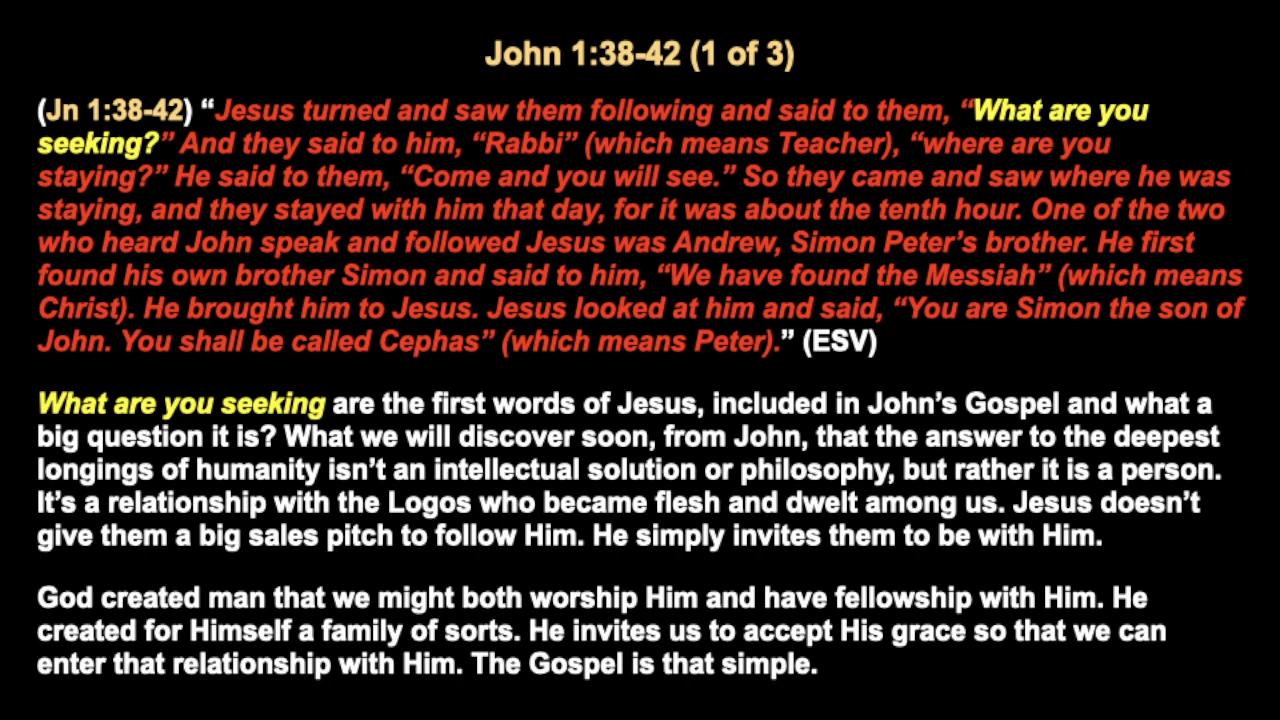 John 1:38-42 (1 of 3)
(Jn 1:38-42) “Jesus turned and saw them following and said to them, “What are you
seeking?” And they said to him, “Rabbi” (which means Teacher), “where are you
staying?” He said to them, “Come and you will see.” So they came and saw where he was
staying, and they stayed with him that day, for it was about the tenth hour. One of the two
who heard John speak and followed Jesus was Andrew, Simon Peter’s brother. He first
found his own brother Simon and said to him, “We have found the Messiah” (which means
Christ). He brought him to Jesus. Jesus looked at him and said, “You are Simon the son of
John. You shall be called Cephas” (which means Peter).” (ESV)
What are you seeking are the first words of Jesus, included in John’s Gospel and what a
big question it is? What we will discover soon, from John, that the answer to the deepest
longings of humanity isn’t an intellectual solution or philosophy, but rather it is a person.
It’s a relationship with the Logos who became flesh and dwelt among us. Jesus doesn’t
give them a big sales pitch to follow Him. He simply invites them to be with Him.
God created man that we might both worship Him and have fellowship with Him. He
created for Himself a family of sorts. He invites us to accept His grace so that we can
enter that relationship with Him. The Gospel is that simple.